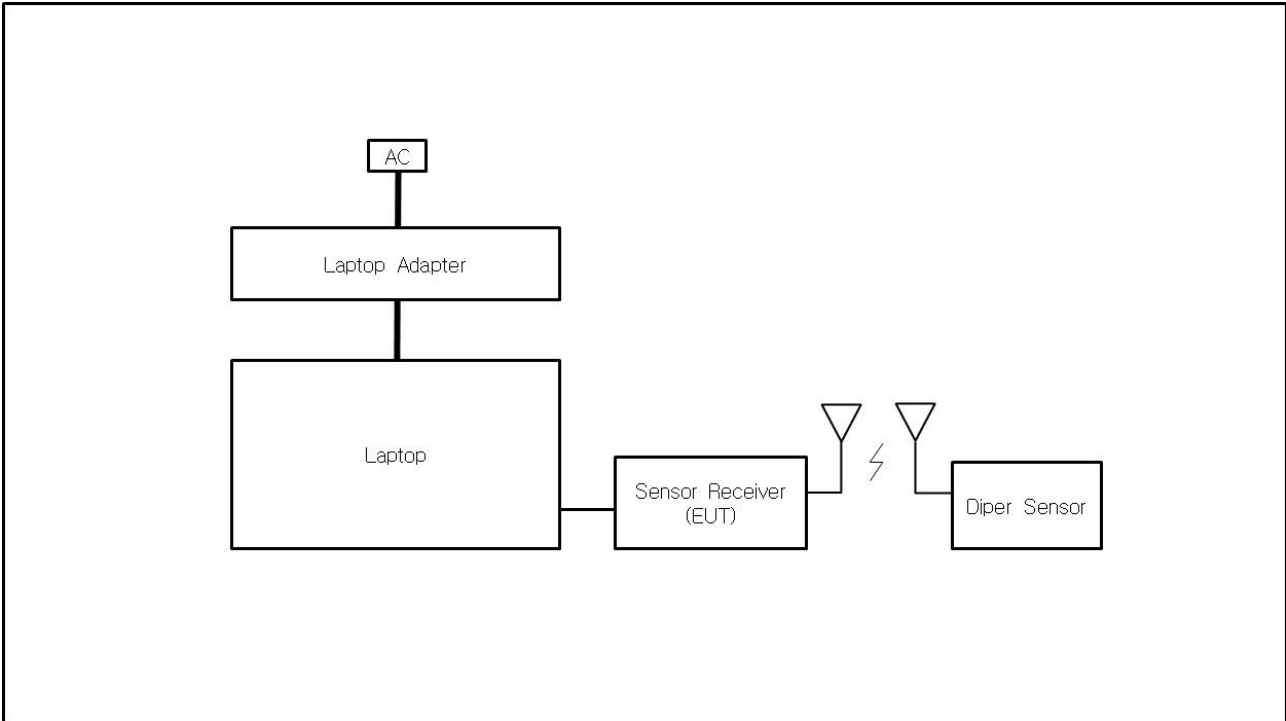 AC
Laptop Adapter
Laptop
Sensor Receiver
(EUT)
Diper Sensor